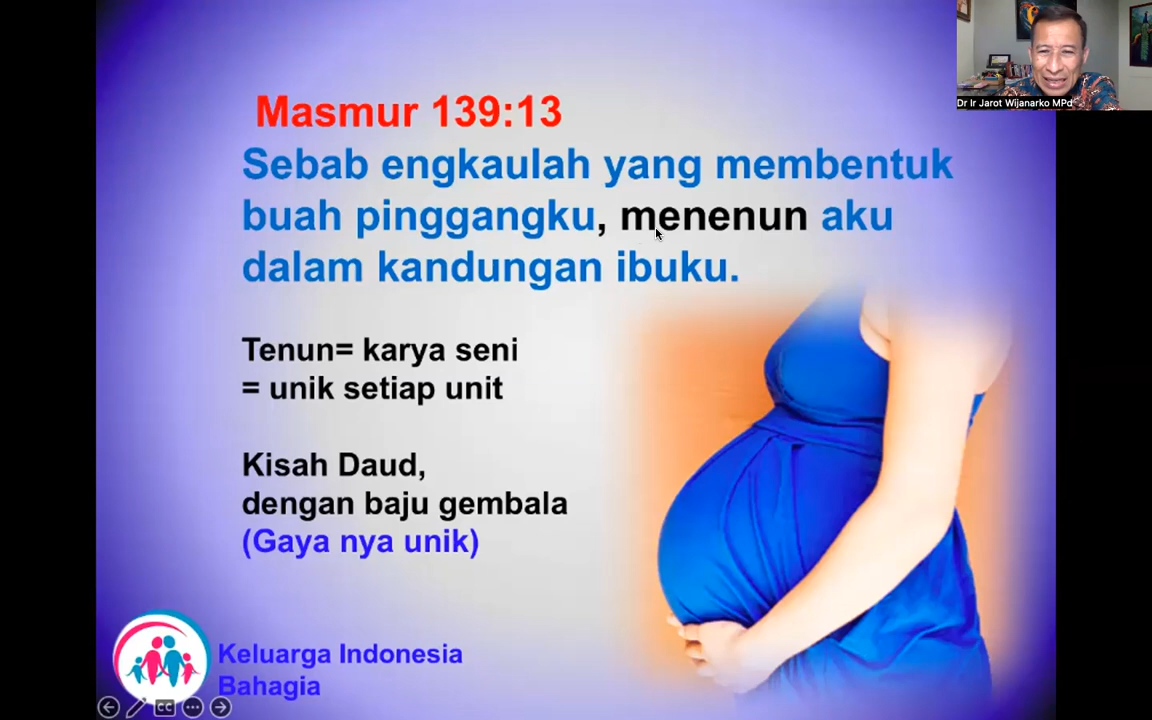 Dr Ir Jarot Wijanarko MPd
Masmur 139:13
Sebab engkaulah yang membentuk
buah pinggangku, menenun aku
dalam kandungan ibuku.
Tenun= karya seni
= unik setiap unit
Kisah Daud,
dengan baju gembala
(Gaya nya unik)
Keluarga Indonesia
Bahagia
CC